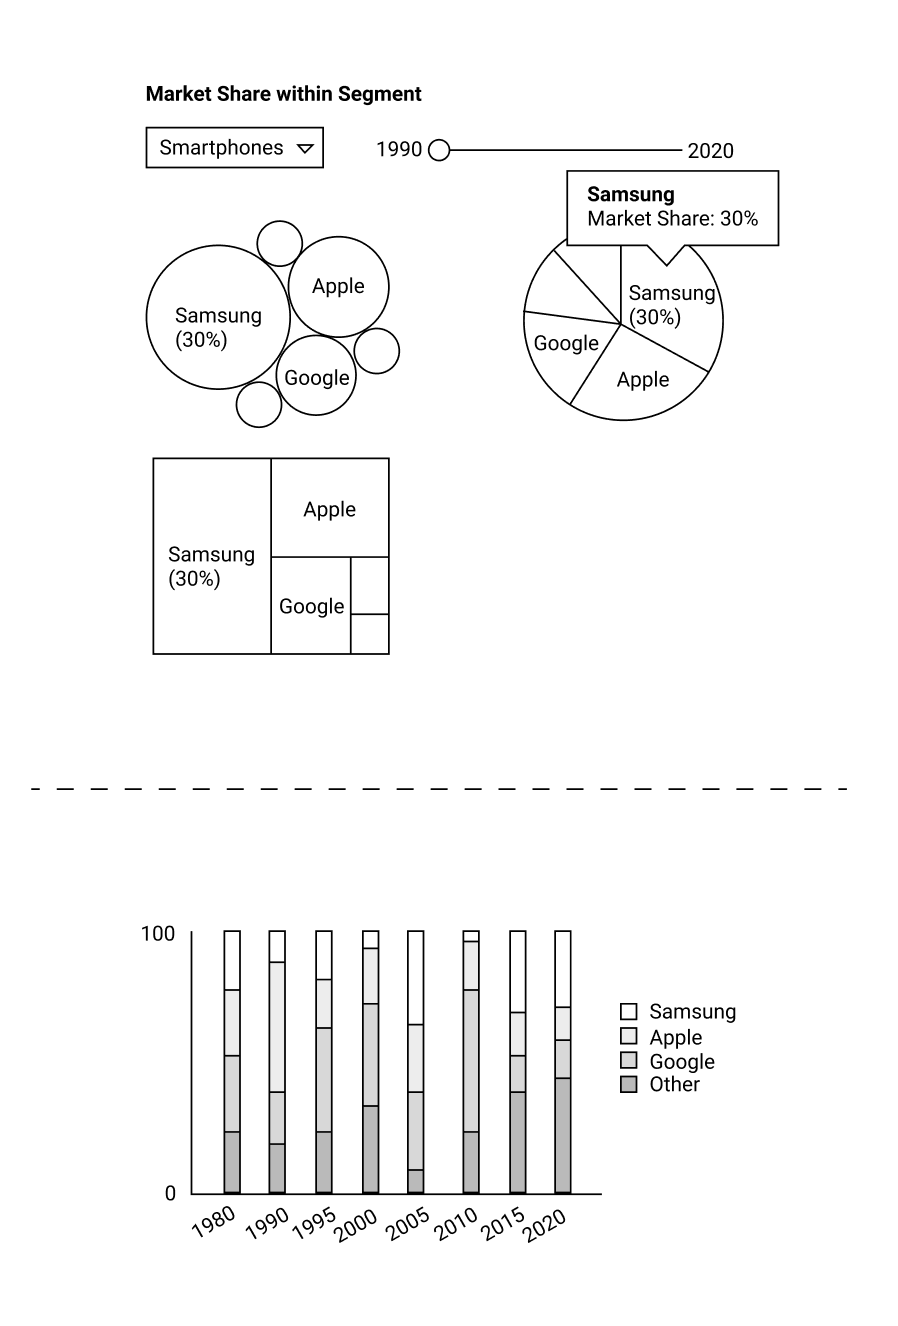 Market Share within Segment
Smartphones
1990
2020
Samsung
Market Share: 30%
Samsung
(30%)
Apple
Google
Samsung
(30%)
Google
Apple
Samsung
(30%)
Apple
Google
100
0
1980
1990
1995
2000
2005
2010
2015
2020
Samsung
Apple
Google
Other